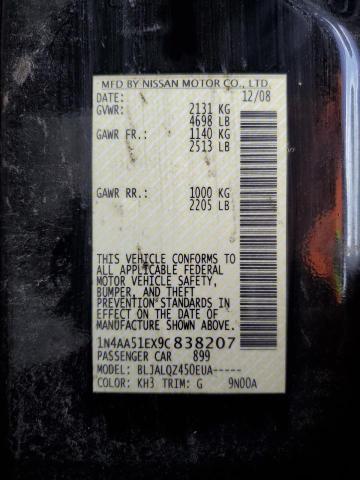 MFD BY NISSAN MOTOR CO., LTD.
DATE: 12/08
GVWR: 2131 KG
4698 LB
GAWR FR.: 1140 KG
2513 LB
GAWR RR.: 1000 KG
2205 LB
THIS VEHICLE CONFORMS TO
ALL APPLICABLE FEDERAL
MOTOR VEHICLE SAFETY,
BUMPER, AND THEFT
PREVENTION STANDARDS IN
EFFECT ON THE DATE OF
MANUFACTURE SHOWN ABOVE.
1N4AA51EX9C838207
PASSENGER CAR 899
MODEL: BLJALQZ450EUA-----
COLOR: KH3 TRIM: G 9N00A